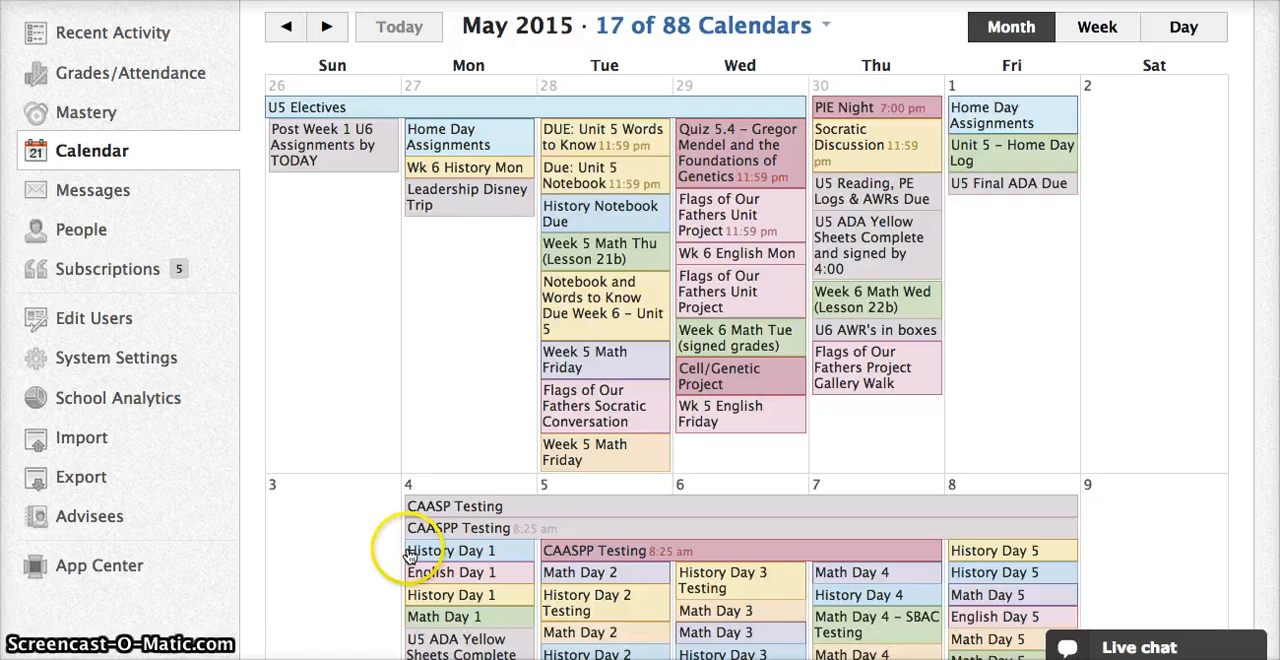 Recent Activity
Grades/Attendance
Mastery
21
Calendar
Messages
People
Subscriptions 5
Edit Users
System Settings
School Analytics
Import
Export
Advisees
App Center
Today
May 2015 · 17 of 88 Calendars
Month
Week
Day
Sun Mon Tue Wed Thu Fri Sat
26 27 28 29 30 1 2
U5 Electives
Post Week 1 U6
Assignments by
TODAY
Home Day
Assignments
Wk 6 History Mon
Leadership Disney
Trip
DUE: Unit 5 Words
to Know 11:59 pm
Due: Unit 5
Notebook 11:59 pm
History Notebook
Due
Week 5 Math Thu
(Lesson 21b)
Notebook and
Words to Know
Due Week 6 – Unit
5
Week 5 Math
Friday
Flags of Our
Fathers Socratic
Conversation
Week 5 Math
Friday
Quiz 5.4 – Gregor
Mendel and the
Foundations of
Genetics 11:59 pm
Flags of Our
Fathers Unit
Project 11:59 pm
Wk 6 English Mon
Flags of Our
Fathers Unit
Project
Week 6 Math Tue
(signed grades)
Cell/Genetic
Project
Wk 5 English
Friday
PIE Night 7:00 pm
Socratic
Discussion 11:59
pm
U5 Reading, PE
Logs & AWRs Due
U5 ADA Yellow
Sheets Complete
and signed by
4:00
Week 6 Math Wed
(Lesson 22b)
U6 AWR's in boxes
Flags of Our
Fathers Project
Gallery Walk
Home Day
Assignments
Unit 5 – Home Day
Log
U5 Final ADA Due
3 4 5 6 7 8 9
CAASP Testing
CAASPP Testing 8:25 am
History Day 1
English Day 1
History Day 1
Math Day 1
U5 ADA Yellow
Sheets Complete
CAASPP Testing 8:25 am
Math Day 2
History Day 2
Testing
Math Day 2
History Day 2
History Day 3
Testing
Math Day 3
Math Day 3
History Day 3
Math Day 4
History Day 4
Math Day 4 – SBAC
Testing
Math Day 4
History Day 5
History Day 5
Math Day 5
English Day 5
Math Day 5
Live chat
Screencast-O-Matic.com